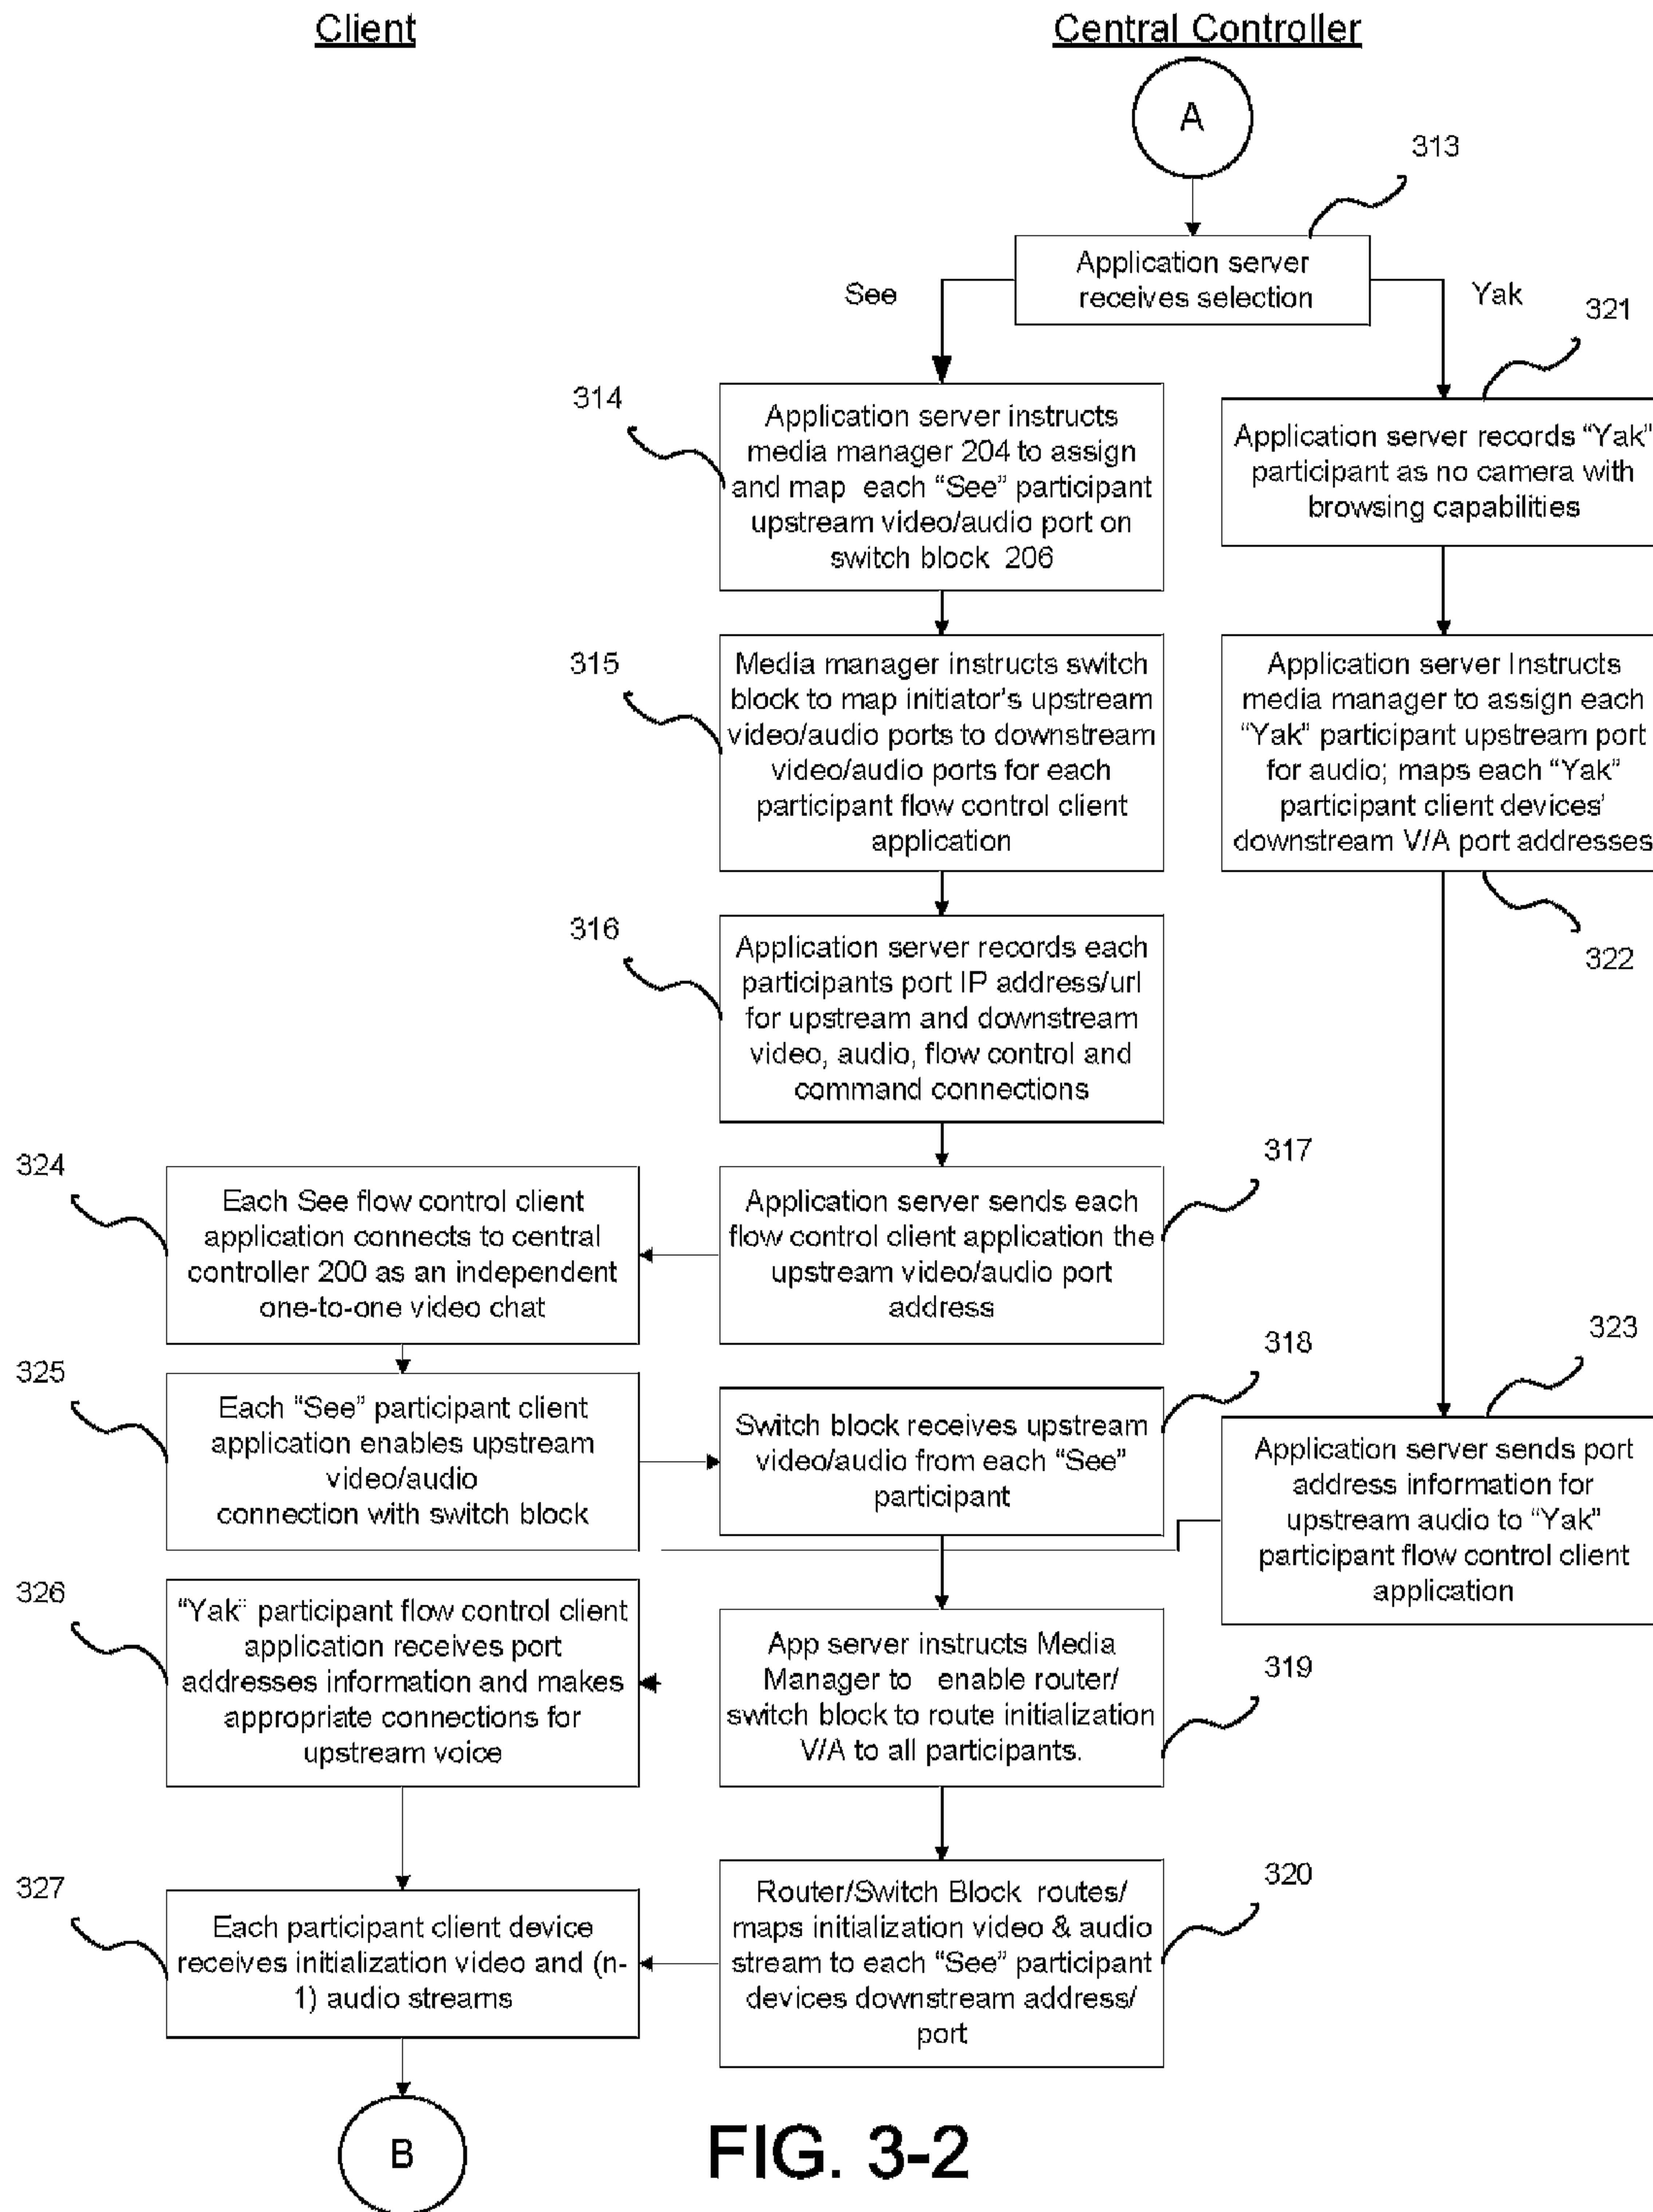 Client
Central Controller
A
313
Application server
receives selection
See
Yak
321
314
Application server instructs
media manager 204 to assign
and map each “See” participant
upstream video/audio port on
switch block 206
Application server records “Yak”
participant as no camera with
browsing capabilities
315
Media manager instructs switch
block to map initiator’s upstream
video/audio ports to downstream
video/audio ports for each
participant flow control client
application
Application server Instructs
media manager to assign each
“Yak” participant upstream port
for audio; maps each “Yak”
participant client devices’
downstream V/A port addresses
322
316
Application server records each
participants port IP address/url
for upstream and downstream
video, audio, flow control and
command connections
324
Each See flow control client
application connects to central
controller 200 as an independent
one-to-one video chat
317
Application server sends each
flow control client application the
upstream video/audio port
address
325
Each “See” participant client
application enables upstream
video/audio
connection with switch block
318
Switch block receives upstream
video/audio from each “See”
participant
323
Application server sends port
address information for
upstream audio to “Yak”
participant flow control client
application
326
“Yak” participant flow control client
application receives port
addresses information and makes
appropriate connections for
upstream voice
319
App server instructs Media
Manager to enable router/
switch block to route initialization
V/A to all participants.
327
Each participant client device
receives initialization video and (n-
1) audio streams
320
Router/Switch Block routes/
maps initialization video & audio
stream to each “See” participant
devices downstream address/
port
B
FIG. 3-2